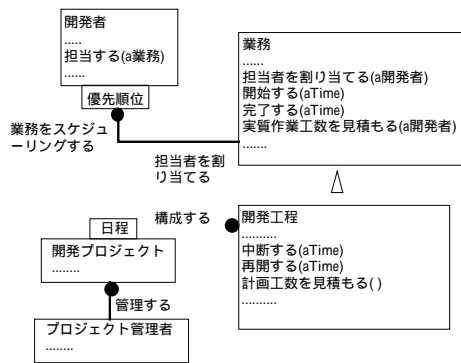 開発者
.....
担当する(a業務)
......
優先順位
業務をスケジュ
ーリングする
担当者を割
り当てる
業務
......
担当者を割り当てる(a開発者)
開始する(aTime)
完了する(aTime)
実質作業工数を見積もる(a開発者)
.......
構成する
日程
開発プロジェクト
........
管理する
プロジェクト管理者
........
開発工程
..........
中断する(aTime)
再開する(aTime)
計画工数を見積もる( )
..........